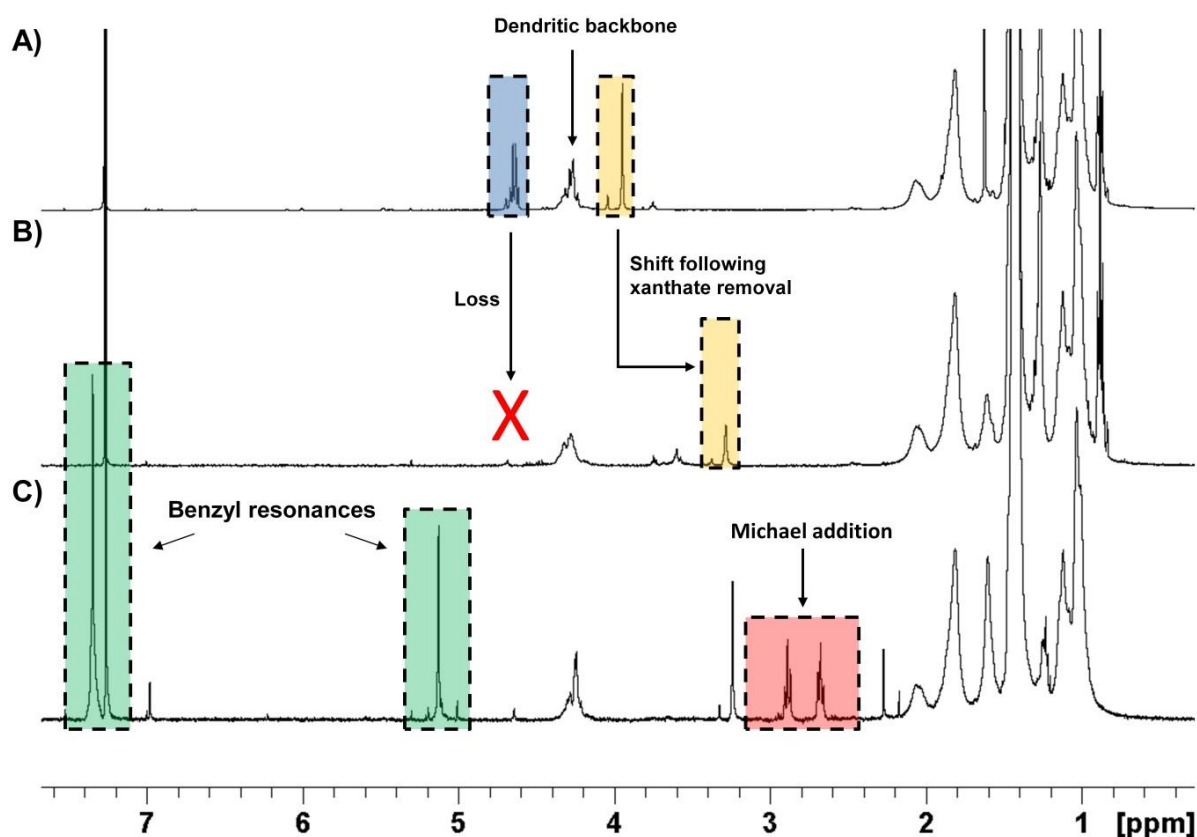 A)
Dendritic backbone
B)
Loss
Shift following
xanthate removal
X
C)
Benzyl resonances
Michael addition
7 6 5 4 3 2 1 [ppm]